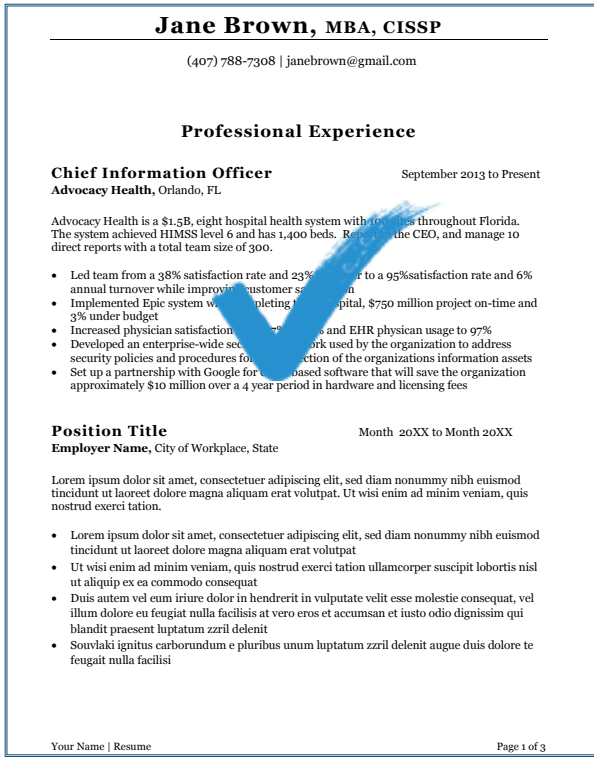 Jane Brown, MBA, CISSP
(407) 788-7308 | janebrown@gmail.com
Professional Experience
Chief Information Officer September 2013 to Present
Advocacy Health, Orlando, FL
Advocacy Health is a $1.5B, eight hospital health system with throughout Florida.
The system achieved HIMSS level 6 and has 1,400 beds. the CEO, and manage 10
direct reports with a total team size of 300.
• Led team from a 38% satisfaction rate and 23% to a 95%satisfaction rate and 6%
annual turnover while improving customer
• Implemented Epic system $750 million project on-time and
3% under budget
• Increased physician satisfaction and EHR physican usage to 97%
• Developed an enterprise-wide used by the organization to address
security policies and procedures of the organizations information assets
• Set up a partnership with Google for based software that will save the organization
approximately $10 million over a 4 year period in hardware and licensing fees
Position Title Month 20XX to Month 20XX
Employer Name, City of Workplace, State
Lorem ipsum dolor sit amet, consectetuer adipiscing elit, sed diam nonummy nibh euismod
tincidunt ut laoreet dolore magna aliquam erat volutpat. Ut wisi enim ad minim veniam, quis
nostrud exerci tation.
• Lorem ipsum dolor sit amet, consectetuer adipiscing elit, sed diam nonummy nibh euismod
tincidunt ut laoreet dolore magna aliquam erat volutpat
• Ut wisi enim ad minim veniam, quis nostrud exerci tation ullamcorper suscipit lobortis nisl
ut aliquip ex ea commodo consequat
• Duis autem vel eum iriure dolor in hendrerit in vulputate velit esse molestie consequat, vel
illum dolore eu feugiat nulla facilisis at vero eros et accumsan et iusto odio dignissim qui
blandit praesent luptatum zzril delenit
• Souvlaki ignitus carborundum e pluribus unum luptatum zzril delenit augue duis dolore te
feugait nulla facilisi
Your Name | Resume Page 1 of 3